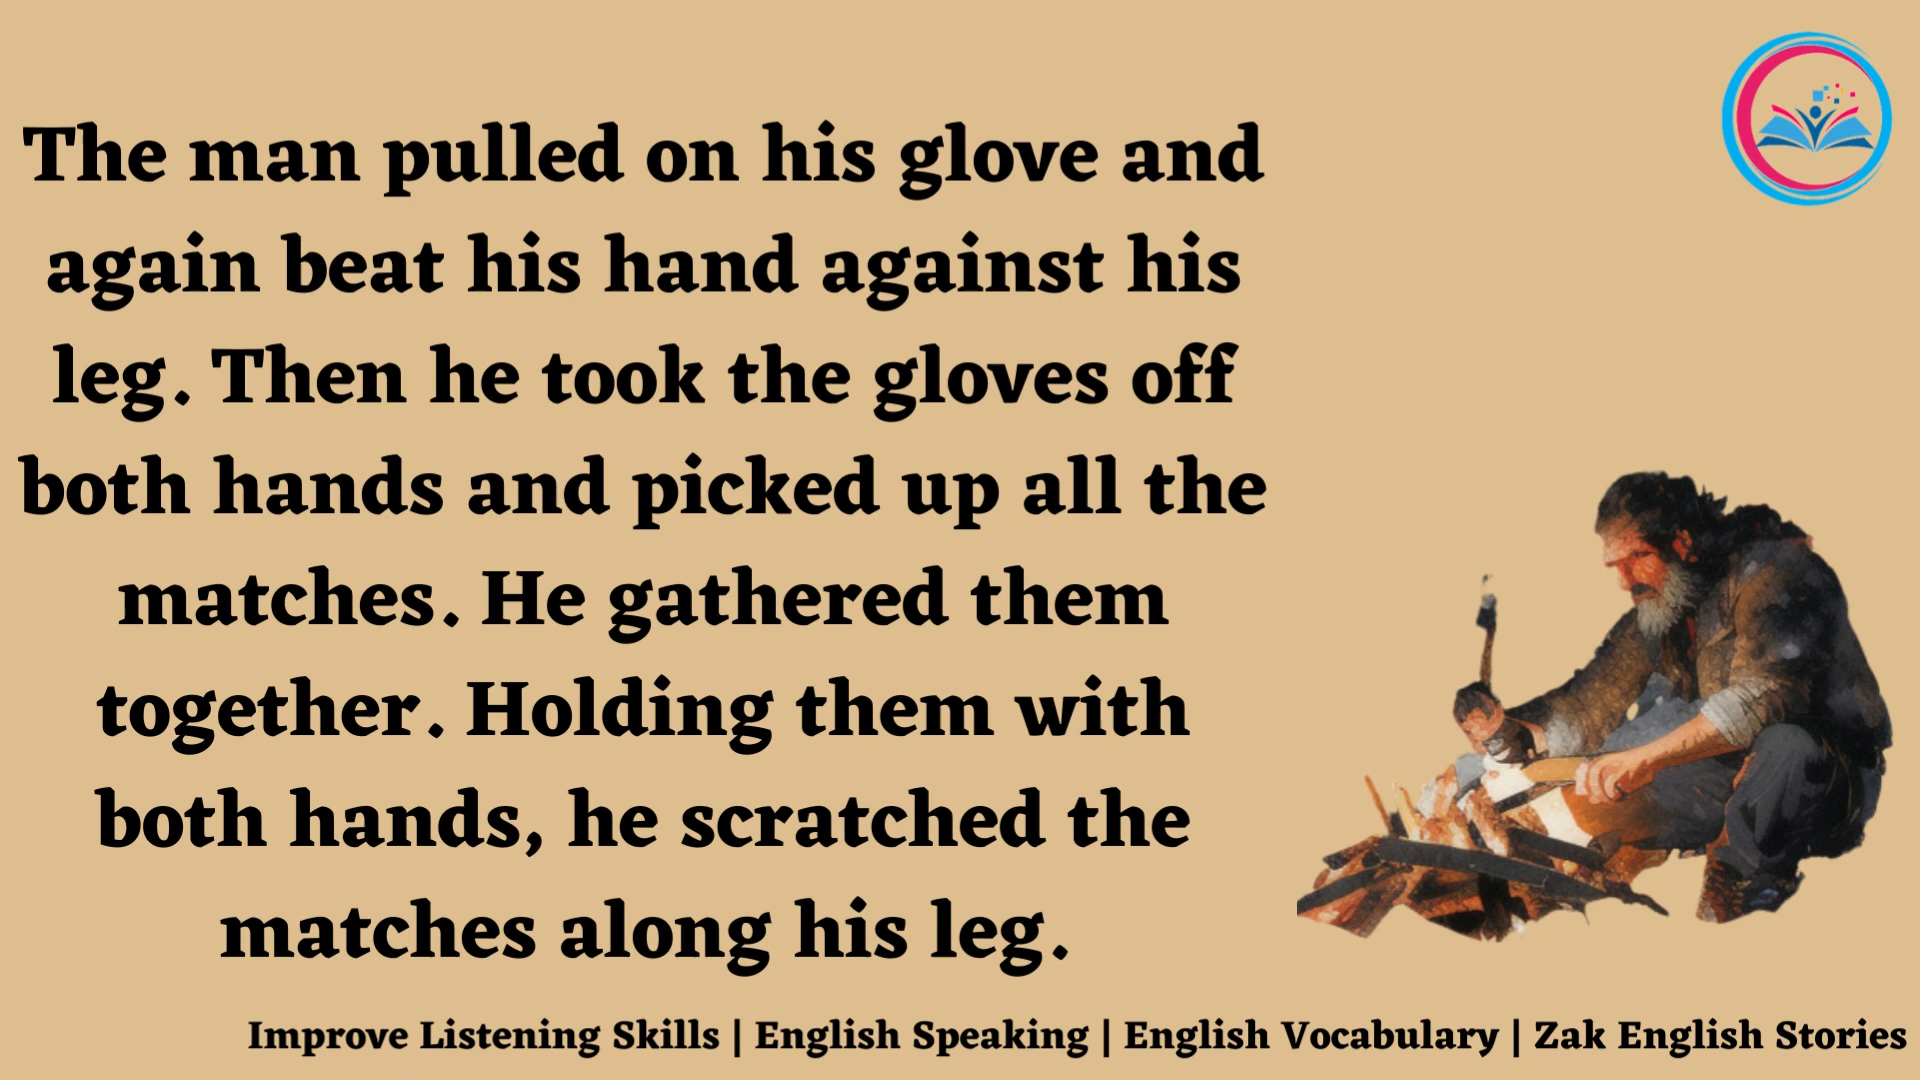 The man pulled on his glove and
again beat his hand against his
leg. Then he took the gloves off
both hands and picked up all the
matches. He gathered them
together. Holding them with
both hands, he scratched the
matches along his leg.
Improve Listening Skills | English Speaking | English Vocabulary | Zak English Stories